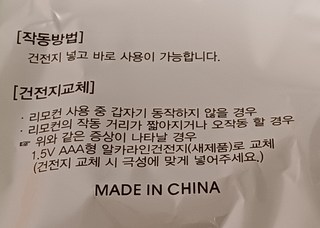 [작동방법]
건전지 넣고 바로 사용이 가능합니다.
[건전지교체]
· 리모컨 사용 중 갑자기 동작하지 않을 경우
· 리모컨의 작동 거리가 짧아지거나 오작동 할 경우
☞ 위와 같은 증상이 나타날 경우
1.5V AAA형 알카라인건전지(새제품)로 교체
(건전지 교체 시 극성에 맞게 넣어주세요.)
MADE IN CHINA